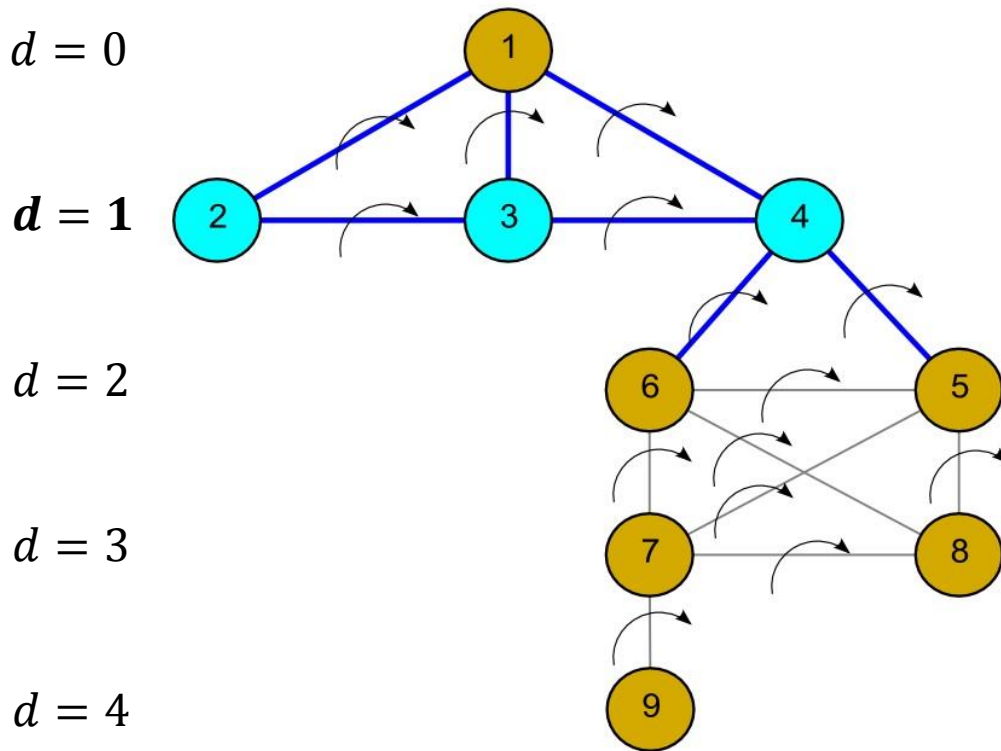 d = 0
1
d = 1
2 3 4
d = 2
6 5
d = 3
7 8
d = 4
9